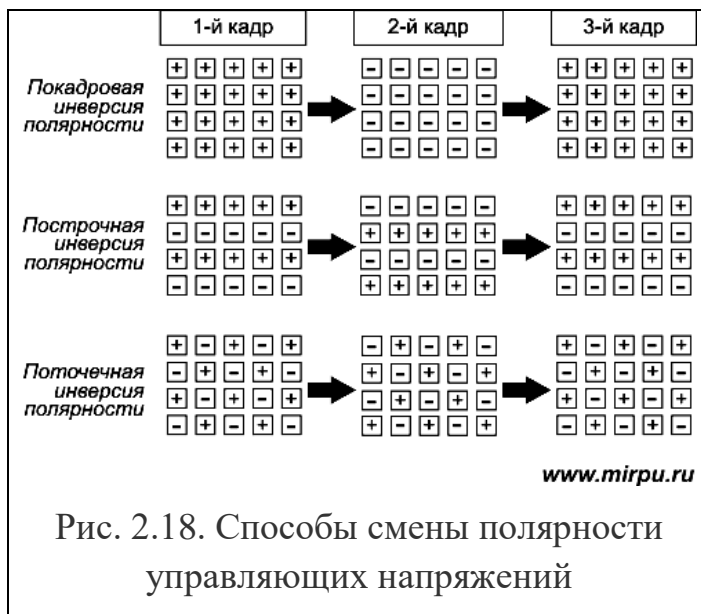 1-й кадр 2-й кадр 3-й кадр
Покадровая
инверсия
полярности
+ + + + + - - - - - + + + + +
+ + + + + - - - - - + + + + +
+ + + + + - - - - - + + + + +
+ + + + + - - - - - + + + + +
Построчная
инверсия
полярности
+ + + + + - - - - - + + + + +
- - - - - + + + + + - - - - -
+ + + + + - - - - - + + + + +
- - - - - + + + + + - - - - -
Поточечная
инверсия
полярности
+ - + - + - + - + - + - + - +
- + - + - + - + - + - + - + -
+ - + - + - + - + - + - + - +
- + - + - + - + - + - + - + -
www.mirpu.ru
Рис. 2.18. Способы смены полярности
управляющих напряжений